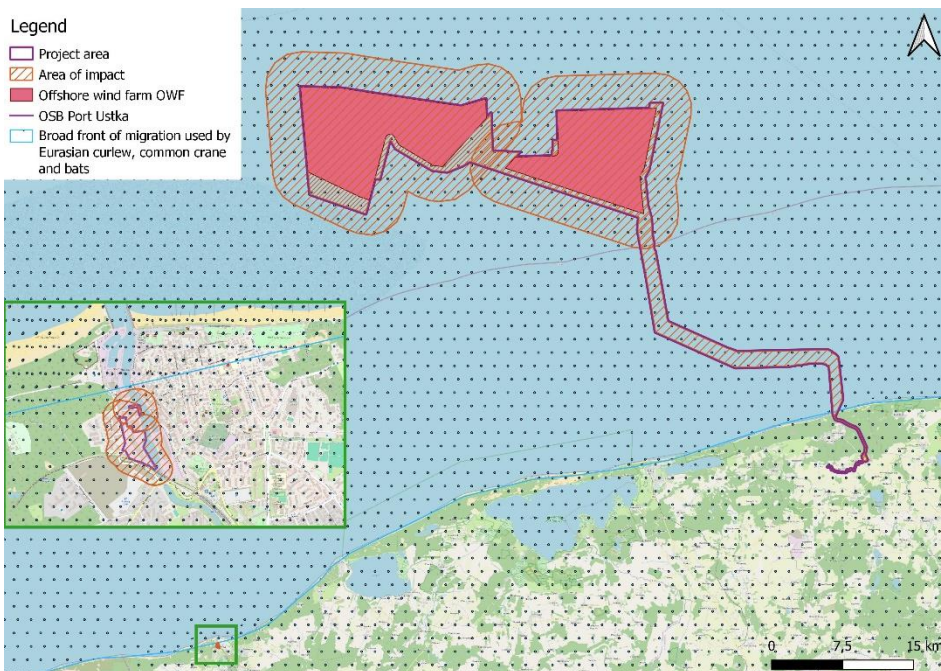 Legend
Project area
Area of impact
Offshore wind farm OWF
OSB Port Ustka
Broad front of migration used by
Eurasian curlew, common crane
and bats
0 7,5 15 km